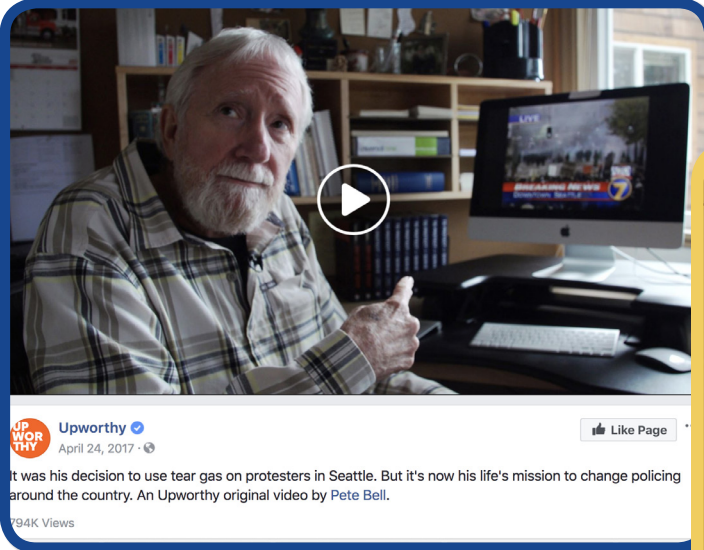 LIVE
BREAKING NEWS
7
Downtown Seattle
UP
WOR
THY
Upworthy
April 24, 2017 ·
Like Page
It was his decision to use tear gas on protesters in Seattle. But it's now his life's mission to change policing
around the country. An Upworthy original video by Pete Bell.
794K Views